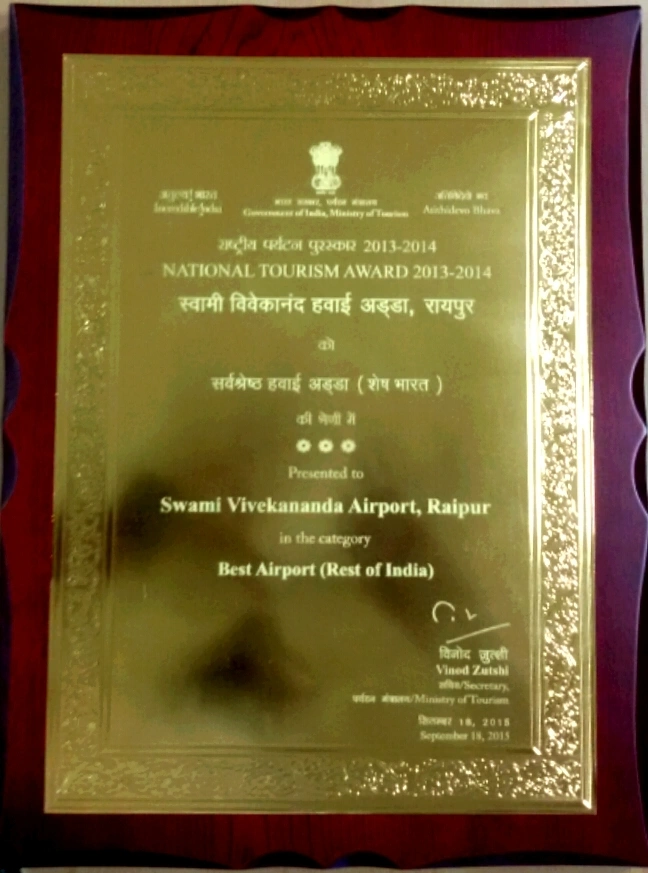 अतुल्य! भारत
Incredible!ndia
भारत सरकार, पर्यटन मंत्रालय
Government of India, Ministry of Tourism
अतिथिदेवो भव
Atithidevo Bhava
राष्ट्रीय पर्यटन पुरस्कार 2013-2014
NATIONAL TOURISM AWARD 2013-2014
स्वामी विवेकानंद हवाई अड्डा, रायपुर
को
सर्वश्रेष्ठ हवाई अड्डा ( शेष भारत )
की श्रेणी में
Presented to
Swami Vivekananda Airport, Raipur
in the category
Best Airport (Rest of India)
विनोद जुत्शी
Vinod Zutshi
सचिव/Secretary,
पर्यटन मंत्रालय/Ministry of Tourism
सितम्बर 18, 2015
September 18, 2015